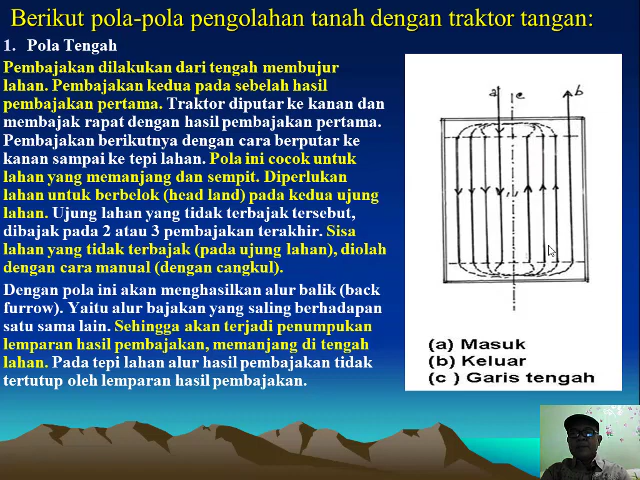 Berikut pola-pola pengolahan tanah dengan traktor tangan:
1. Pola Tengah
Pembajakan dilakukan dari tengah membujur
lahan. Pembajakan kedua pada sebelah hasil
pembajakan pertama. Traktor diputar ke kanan dan
membajak rapat dengan hasil pembajakan pertama.
Pembajakan berikutnya dengan cara berputar ke
kanan sampai ke tepi lahan. Pola ini cocok untuk
lahan yang memanjang dan sempit. Diperlukan
lahan untuk berbelok (head land) pada kedua ujung
lahan. Ujung lahan yang tidak terbajak tersebut,
dibajak pada 2 atau 3 pembajakan terakhir. Sisa
lahan yang tidak terbajak (pada ujung lahan), diolah
dengan cara manual (dengan cangkul).
Dengan pola ini akan menghasilkan alur balik (back
furrow). Yaitu alur bajakan yang saling berhadapan
satu sama lain. Sehingga akan terjadi penumpukan
lemparan hasil pembajakan, memanjang di tengah
lahan. Pada tepi lahan alur hasil pembajakan tidak
tertutup oleh lemparan hasil pembajakan.
a c b
(a) Masuk
(b) Keluar
(c ) Garis tengah